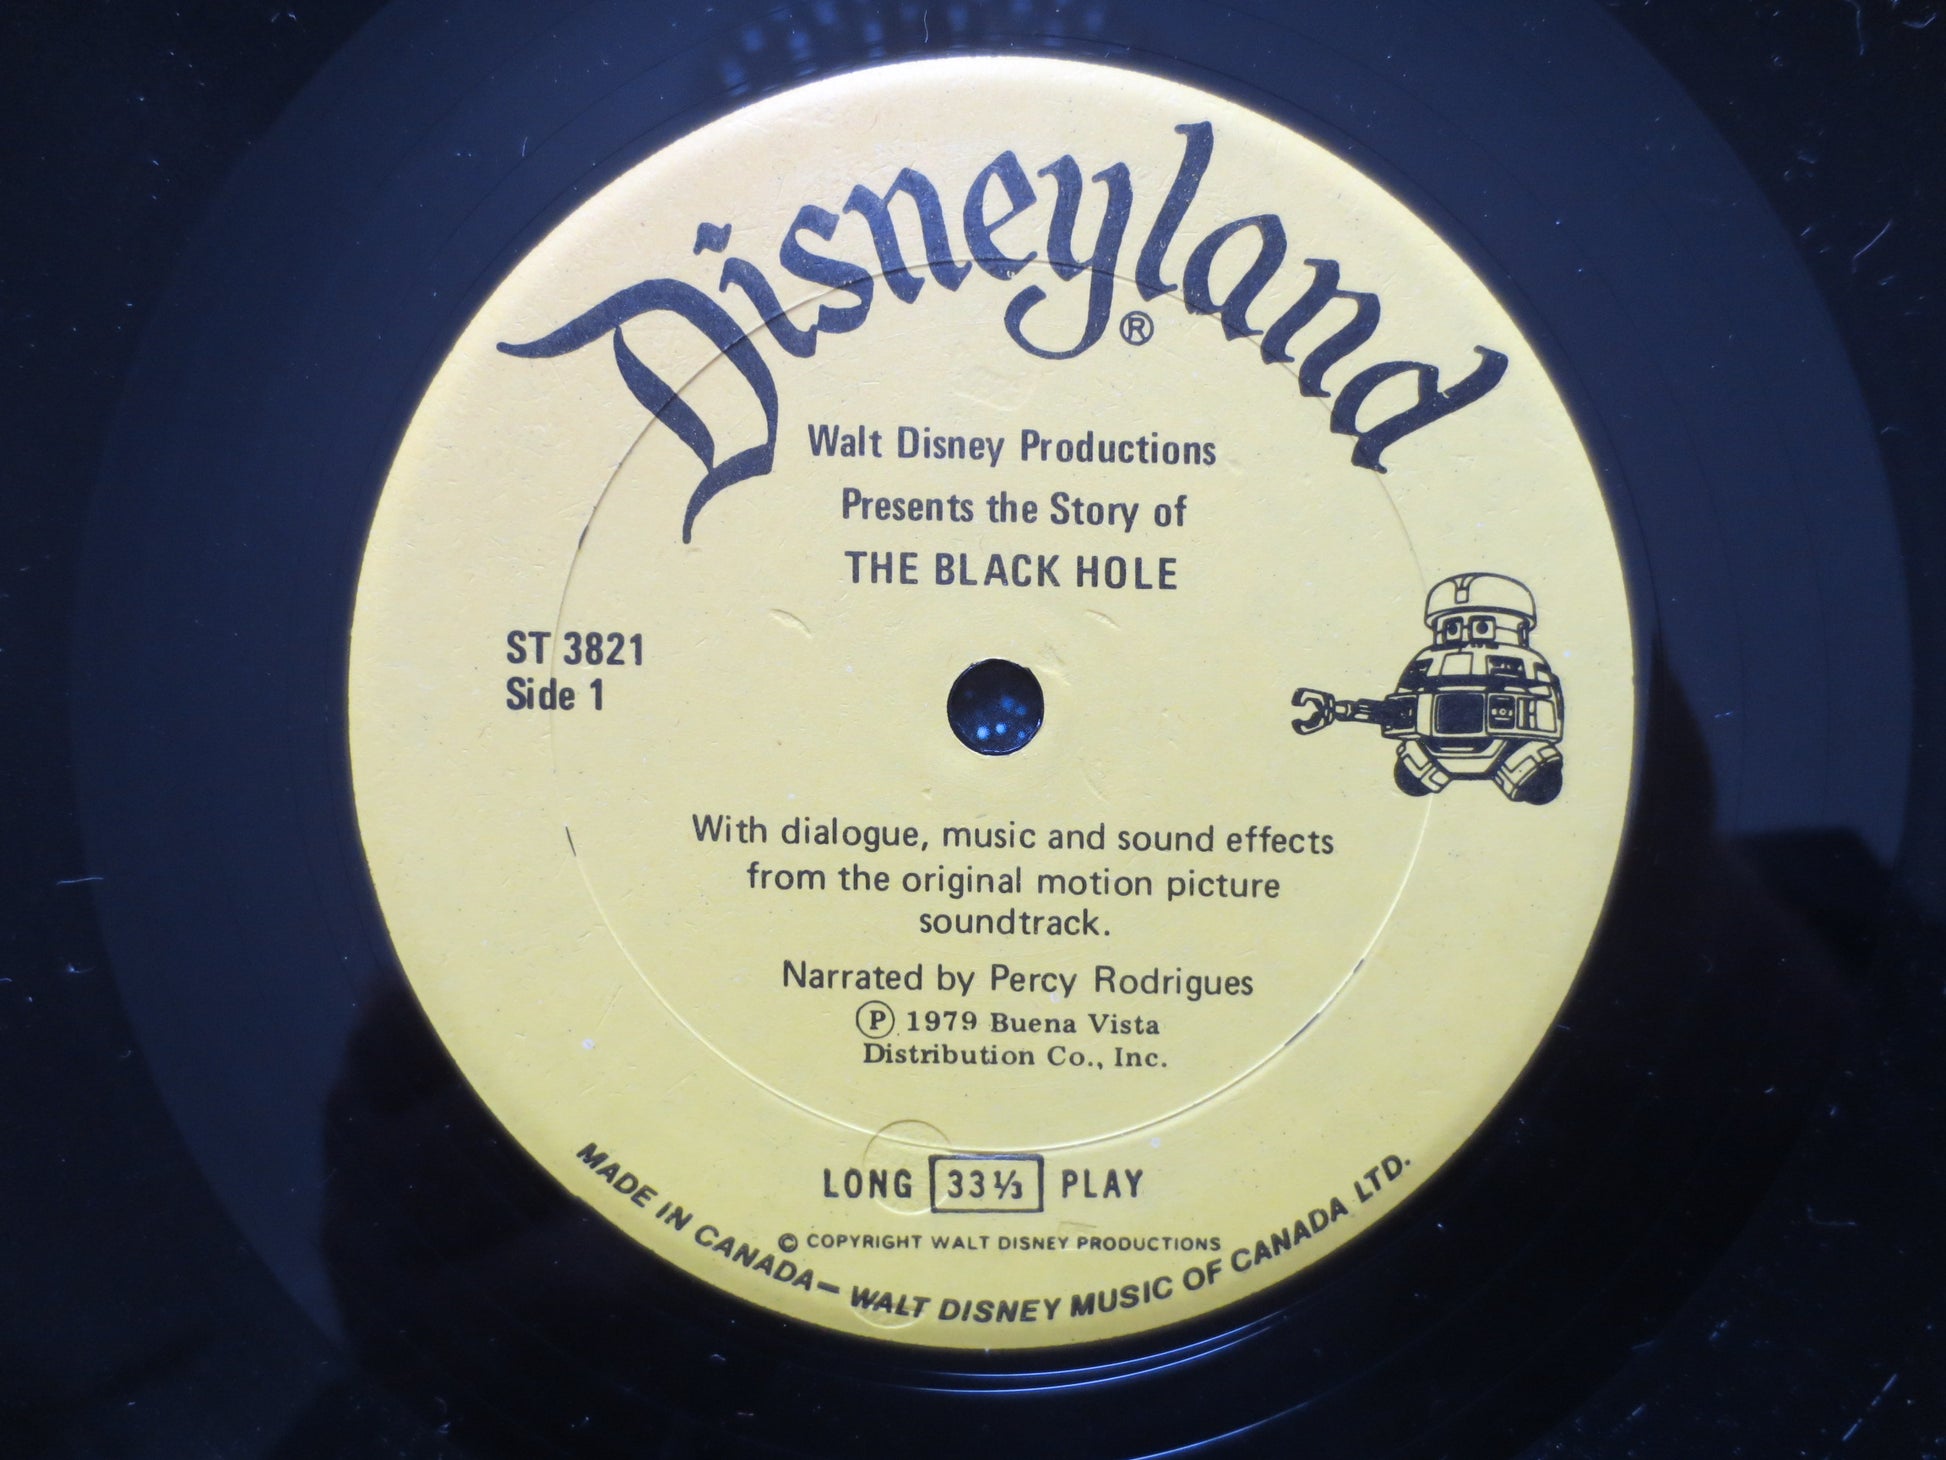 Disneyland®
Walt Disney Productions
Presents the Story of
THE BLACK HOLE
ST 3821
Side 1
With dialogue, music and sound effects
from the original motion picture
soundtrack.
Narrated by Percy Rodrigues
Ⓟ 1979 Buena Vista
Distribution Co., Inc.
LONG 33⅓ PLAY
© COPYRIGHT WALT DISNEY PRODUCTIONS
MADE IN CANADA— WALT DISNEY MUSIC OF CANADA LTD.